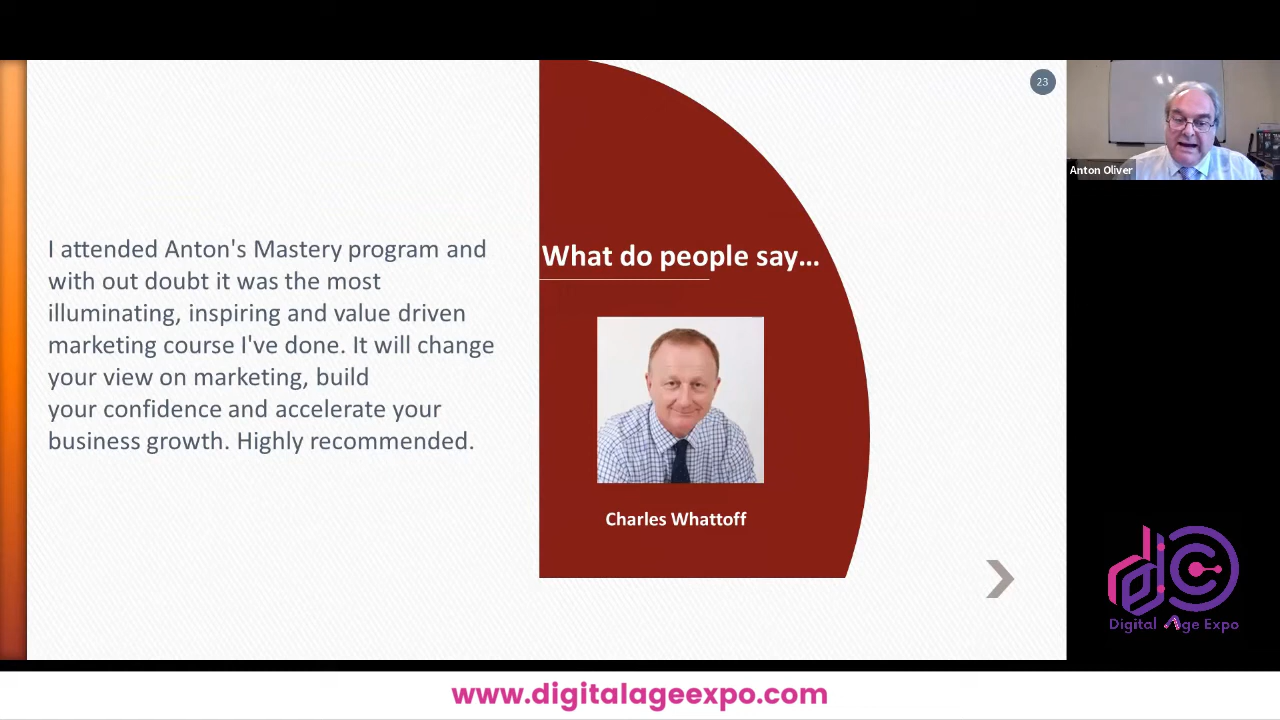 23
Anton Oliver
I attended Anton's Mastery program and
with out doubt it was the most
illuminating, inspiring and value driven
marketing course I've done. It will change
your view on marketing, build
your confidence and accelerate your
business growth. Highly recommended.
What do people say...
Charles Whattoff
Digital Age Expo
www.digitalageexpo.com